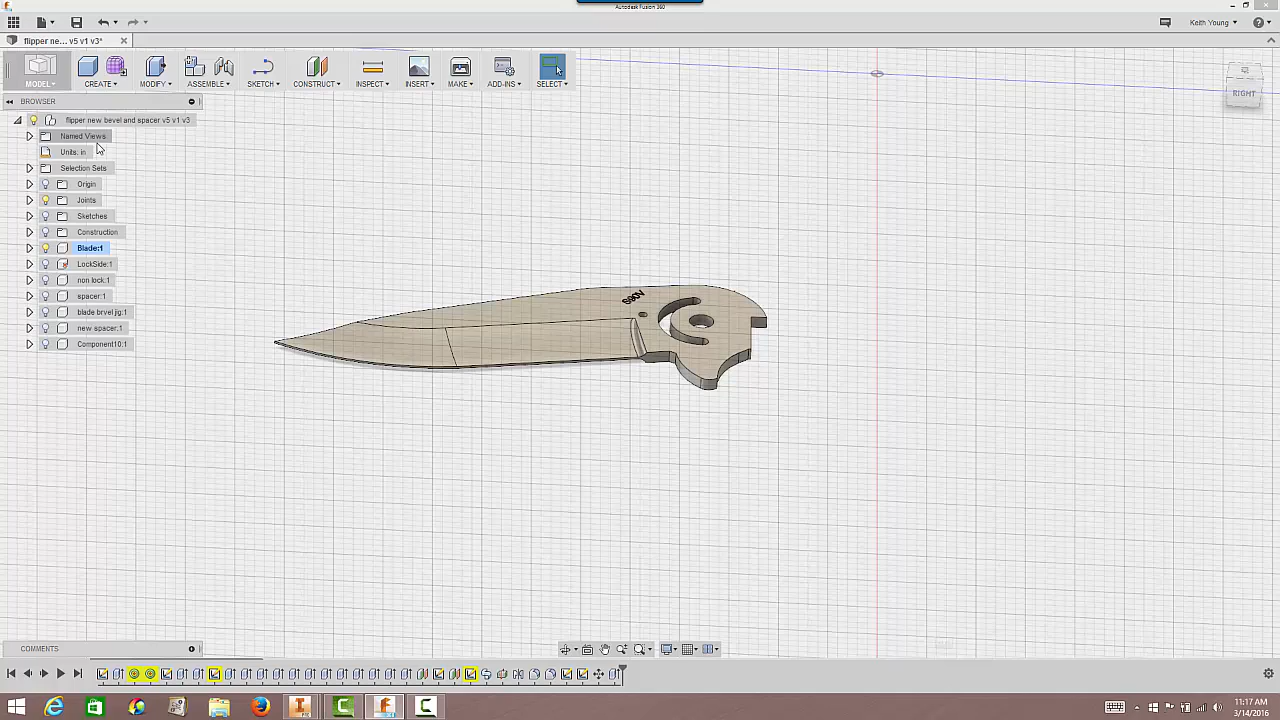 Autodesk Fusion 360
Keith Young
flipper ne... v5 v1 v3*
MODEL
CREATE
MODIFY
ASSEMBLE
SKETCH
CONSTRUCT
INSPECT
INSERT
MAKE
ADD-INS
SELECT
RIGHT
BROWSER
flipper new bevel and spacer v5 v1 v3
Named Views
Units: in
Selection Sets
Origin
Joints
Sketches
Construction
Blade:1
LockSide:1
non lock:1
spacer:1
blade bevel jig:1
new spacer:1
Component10:1
S90V
COMMENTS
11:17 AM
3/14/2016